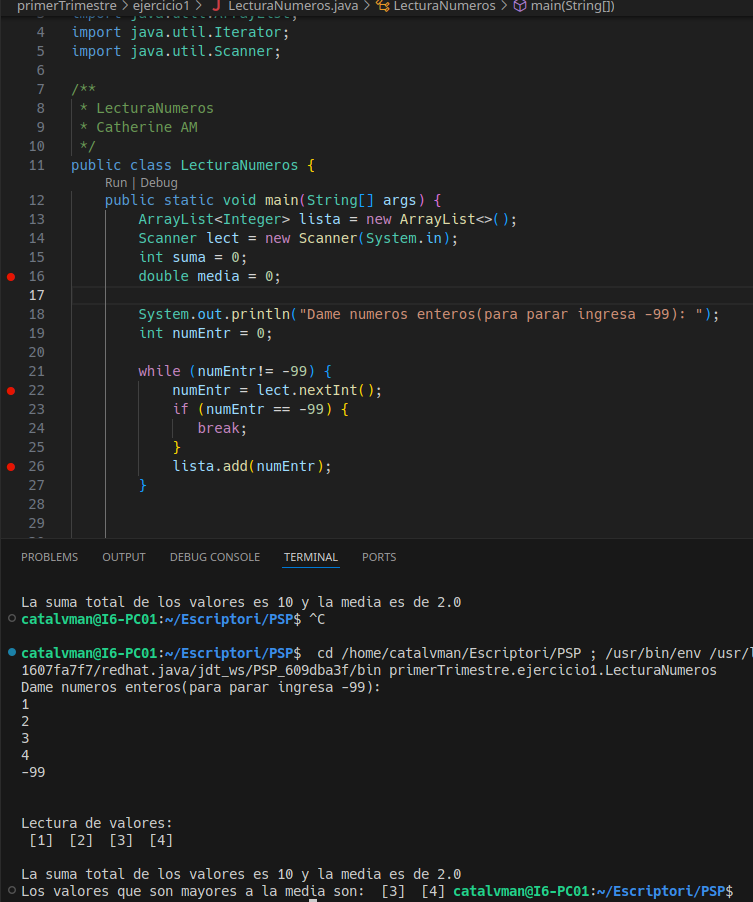 primerTrimestre > ejercicio1 > J LecturaNumeros.java > LecturaNumeros > main(String[])
3 import java.util.ArrayList;
4 import java.util.Iterator;
5 import java.util.Scanner;
6
7 /**
8  * LecturaNumeros
9  * Catherine AM
10  */
11 public class LecturaNumeros {
Run | Debug
12     public static void main(String[] args) {
13         ArrayList<Integer> lista = new ArrayList<>();
14         Scanner lect = new Scanner(System.in);
15         int suma = 0;
16         double media = 0;
17
18         System.out.println("Dame numeros enteros(para parar ingresa -99): ");
19         int numEntr = 0;
20
21         while (numEntr!= -99) {
22             numEntr = lect.nextInt();
23             if (numEntr == -99) {
24                break;
25             }
26             lista.add(numEntr);
27         }
28
29
PROBLEMS OUTPUT DEBUG CONSOLE TERMINAL PORTS
La suma total de los valores es 10 y la media es de 2.0
catalvman@I6-PC01:~/Escriptori/PSP$ ^C
catalvman@I6-PC01:~/Escriptori/PSP$  cd /home/catalvman/Escriptori/PSP ; /usr/bin/env /usr/l
1607fa7f7/redhat.java/jdt_ws/PSP_609dba3f/bin primerTrimestre.ejercicio1.LecturaNumeros
Dame numeros enteros(para parar ingresa -99):
1
2
3
4
-99
Lectura de valores:
 [1]  [2]  [3]  [4]
La suma total de los valores es 10 y la media es de 2.0
Los valores que son mayores a la media son:  [3]  [4] catalvman@I6-PC01:~/Escriptori/PSP$